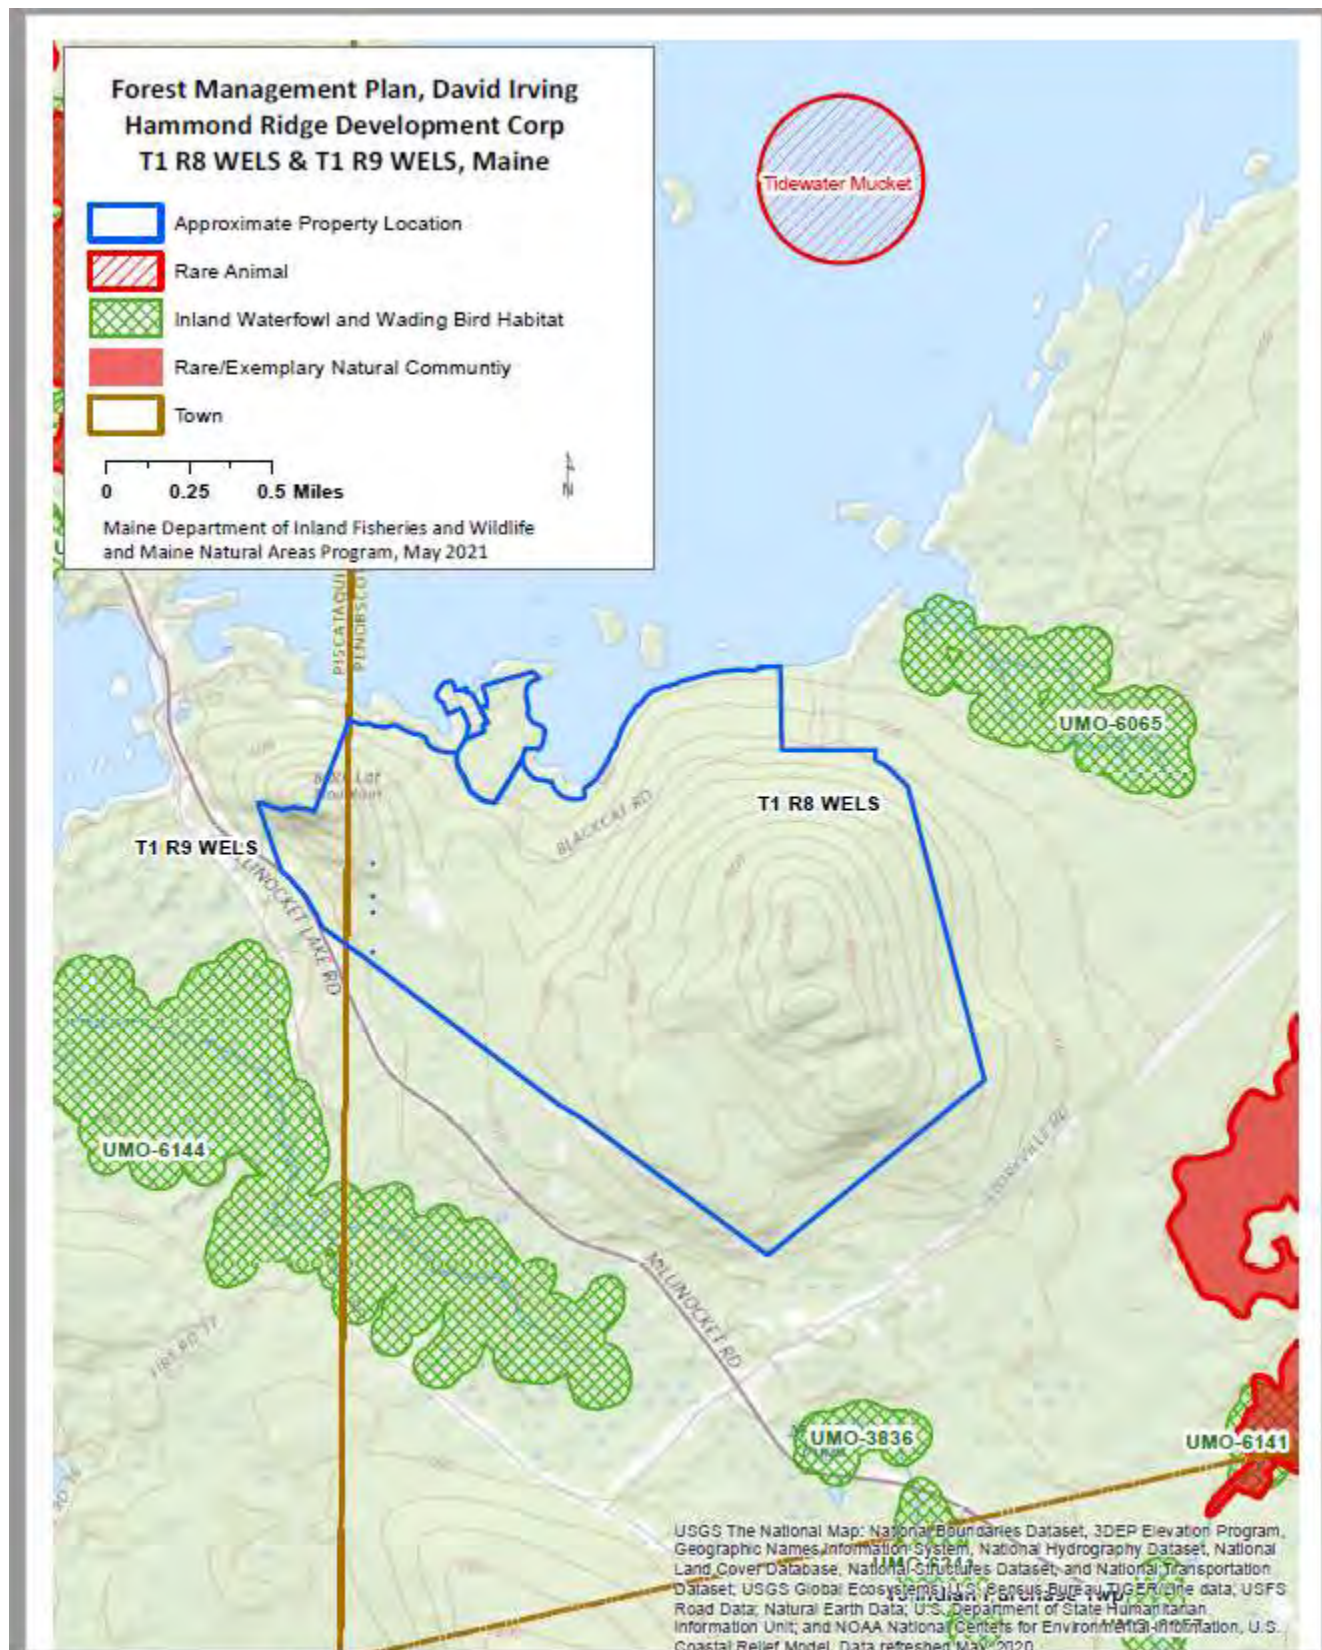 Forest Management Plan, David Irving
Hammond Ridge Development Corp
T1 R8 WELS & T1 R9 WELS, Maine
Approximate Property Location
Rare Animal
Inland Waterfowl and Wading Bird Habitat
Rare/Exemplary Natural Communtiy
Town
0 0.25 0.5 Miles
N
Maine Department of Inland Fisheries and Wildlife
and Maine Natural Areas Program, May 2021
Tidewater Mucket
UMO-6065
T1 R8 WELS
BLACKCAT RD
T1 R9 WELS
LAKE RD
UMO-6144
FIRE RD
MILLINOCKET RD
UMO-3836
UMO-6141
USGS The National Map: National Boundaries Dataset, 3DEP Elevation Program,
Geographic Names Information System, National Hydrography Dataset, National
Land Cover Database, National Structures Dataset, and National Transportation
Dataset; USGS Global Ecosystems; U.S. Census Bureau TIGER/Line data; USFS
Road Data; Natural Earth Data; U.S. Department of State Humanitarian
Information Unit; and NOAA National Centers for Environmental Information, U.S.
Coastal Relief Model. Data refreshed May, 2020.